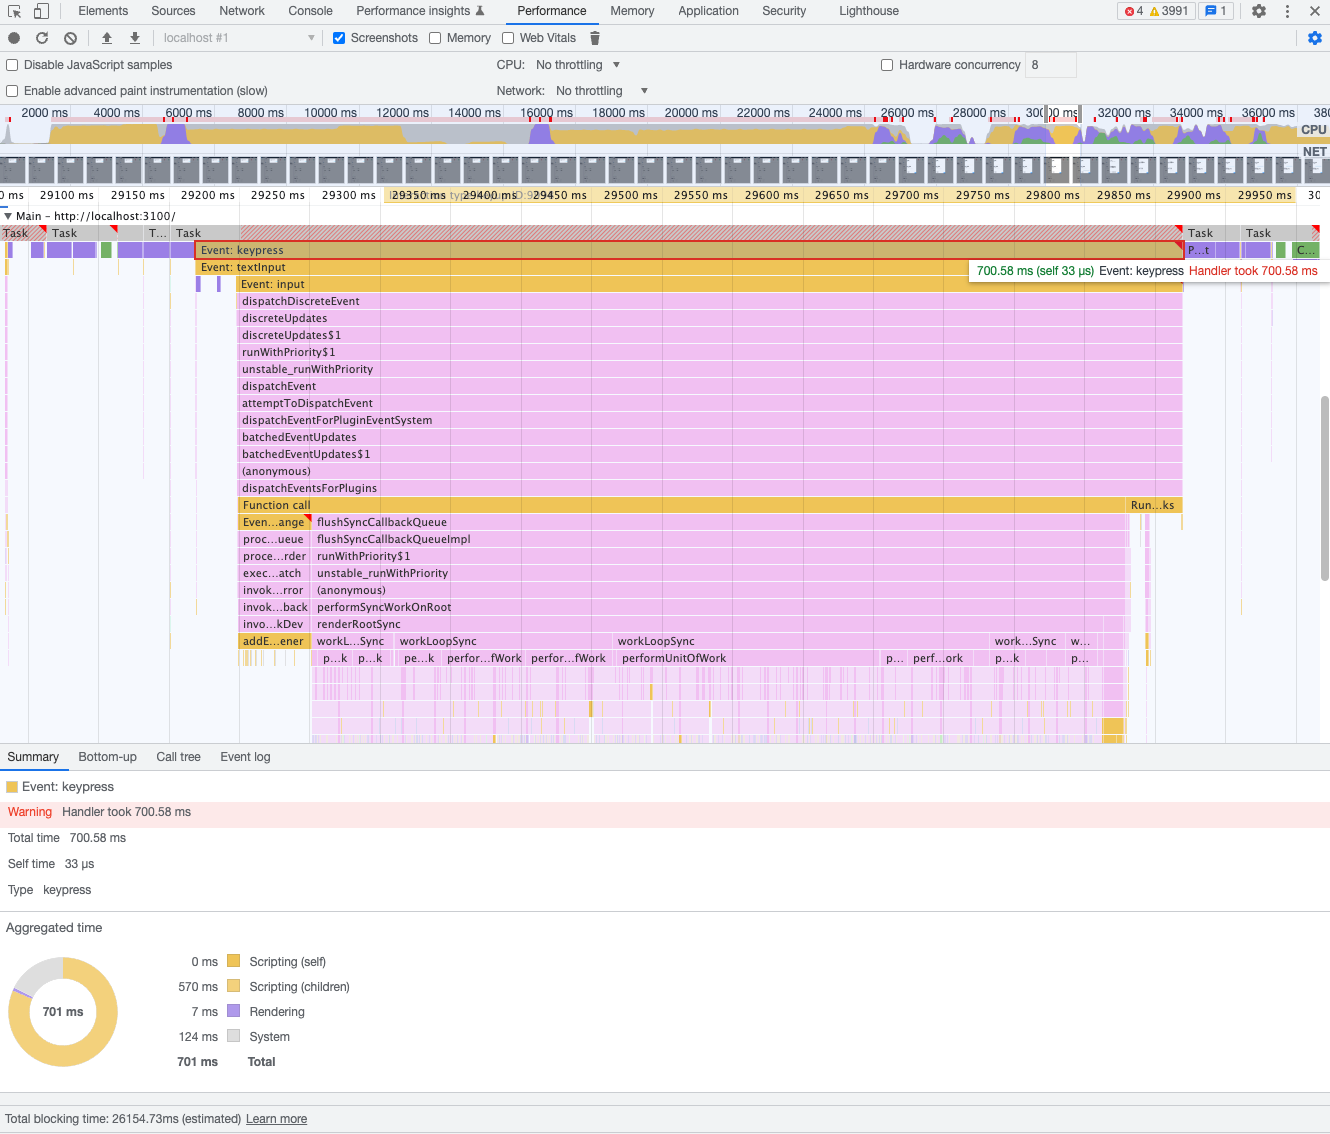 Elements Sources Network Console Performance insights Performance Memory Application Security Lighthouse 4 3991 1
localhost #1 Screenshots Memory Web Vitals
Disable JavaScript samples CPU: No throttling Hardware concurrency 8
Enable advanced paint instrumentation (slow) Network: No throttling
2000 ms 4000 ms 6000 ms 8000 ms 10000 ms 12000 ms 14000 ms 16000 ms 18000 ms 20000 ms 22000 ms 24000 ms 26000 ms 28000 ms 30000 ms 32000 ms 34000 ms 36000 ms 380
CPU
NET
0 ms 29100 ms 29150 ms 29200 ms 29250 ms 29300 ms 29350 ms 29400 ms 29450 ms 29500 ms 29550 ms 29600 ms 29650 ms 29700 ms 29750 ms 29800 ms 29850 ms 29900 ms 29950 ms 30
Main – http://localhost:3100/
Task Task T... Task Task Task
Event: keypress P...t C...
Event: textInput
700.58 ms (self 33 µs) Event: keypress Handler took 700.58 ms
Event: input
dispatchDiscreteEvent
discreteUpdates
discreteUpdates$1
runWithPriority$1
unstable_runWithPriority
dispatchEvent
attemptToDispatchEvent
dispatchEventForPluginEventSystem
batchedEventUpdates
batchedEventUpdates$1
(anonymous)
dispatchEventsForPlugins
Function call Run...ks
Even...ange flushSyncCallbackQueue
proc...ueue flushSyncCallbackQueueImpl
proce...rder runWithPriority$1
exec...atch unstable_runWithPriority
invok...rror (anonymous)
invok...back performSyncWorkOnRoot
invo...kDev renderRootSync
addE...ener workL...Sync workLoopSync workLoopSync work...Sync w...
p...k p...k pe...k perfor...fWork perfor...fWork performUnitOfWork p... perf...ork p...k p...
Summary Bottom-up Call tree Event log
Event: keypress
Warning Handler took 700.58 ms
Total time 700.58 ms
Self time 33 µs
Type keypress
Aggregated time
701 ms
0 ms Scripting (self)
570 ms Scripting (children)
7 ms Rendering
124 ms System
701 ms Total
Total blocking time: 26154.73ms (estimated) Learn more